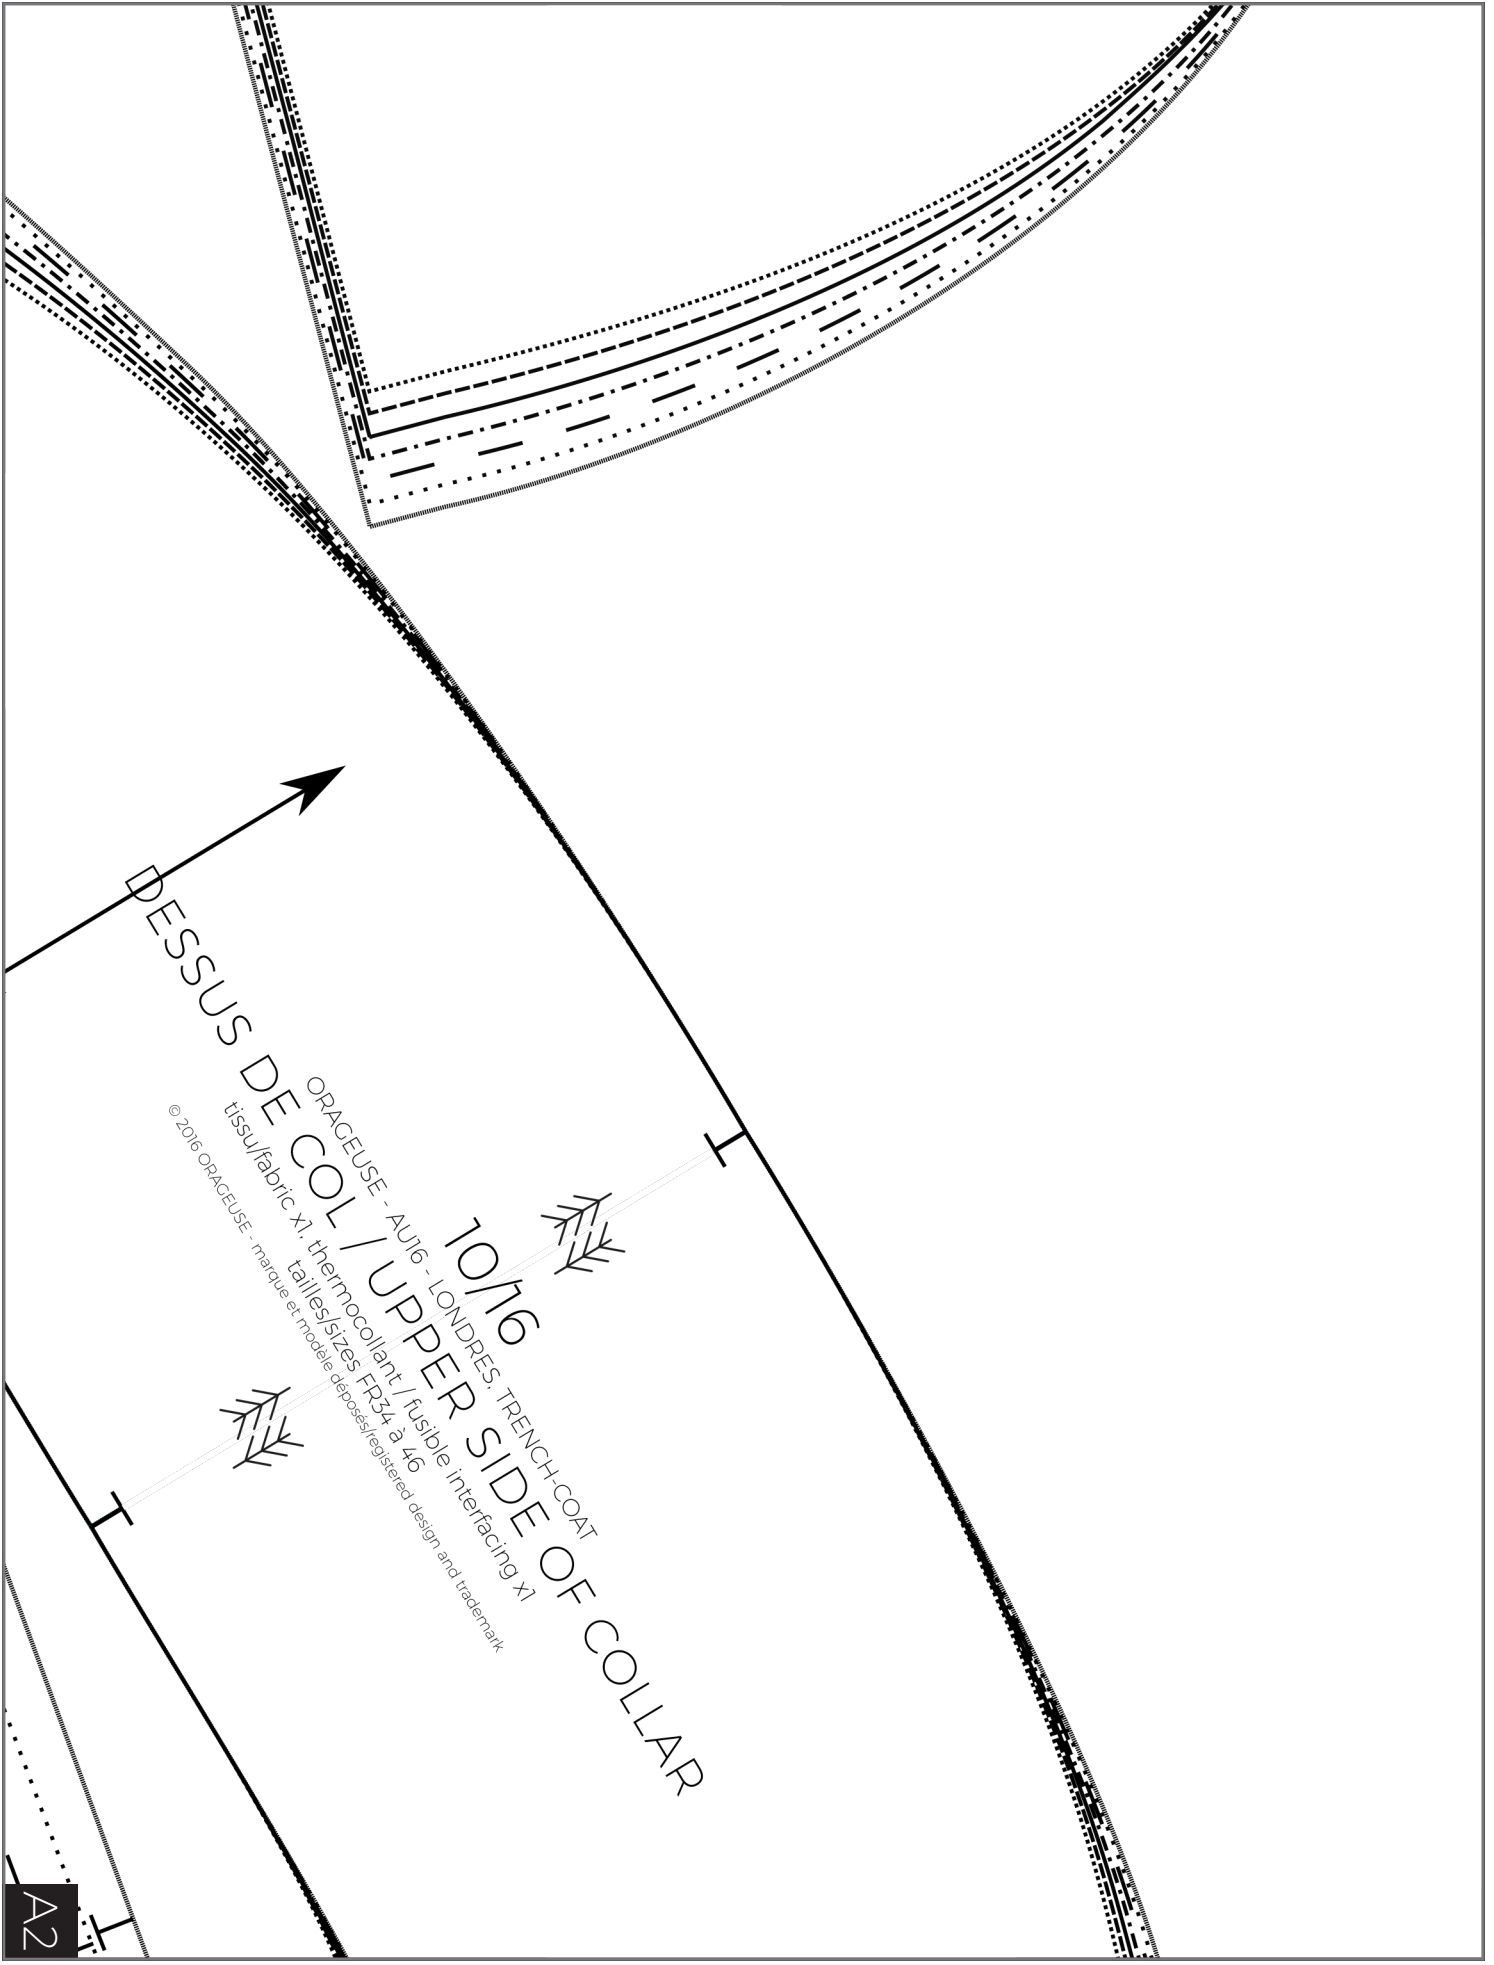 10/16
ORAGEUSE - AU16 - LONDRES, TRENCH-COAT
DESSUS DE COL / UPPER SIDE OF COLLAR
tissu/fabric x1, thermocollant / fusible interfacing x1
tailles/sizes FR34 à 46
© 2016 ORAGEUSE - marque et modèle déposés/registered design and trademark
A2